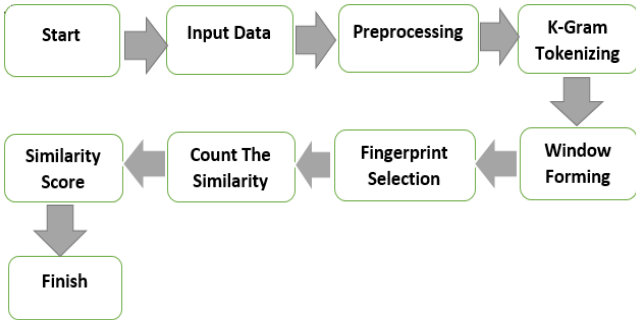 Start
Input Data
Preprocessing
K-Gram
Tokenizing
Window
Forming
Fingerprint
Selection
Count The
Similarity
Similarity
Score
Finish